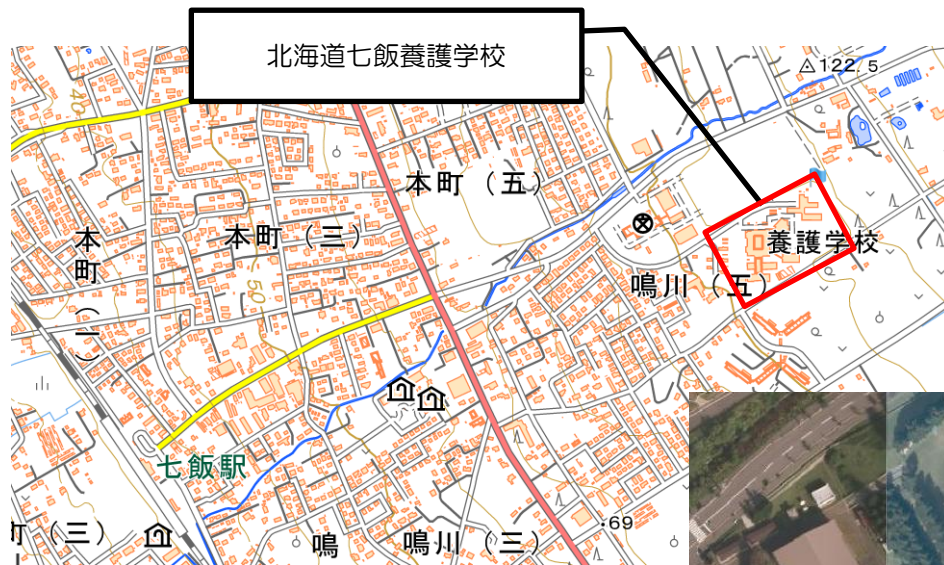 北海道七飯養護学校
122.5
40
本町(五)
本町(三)
本町(二)
養護学校
鳴川(五)
50
七飯駅
69
町(三)
鳴
鳴川(三)